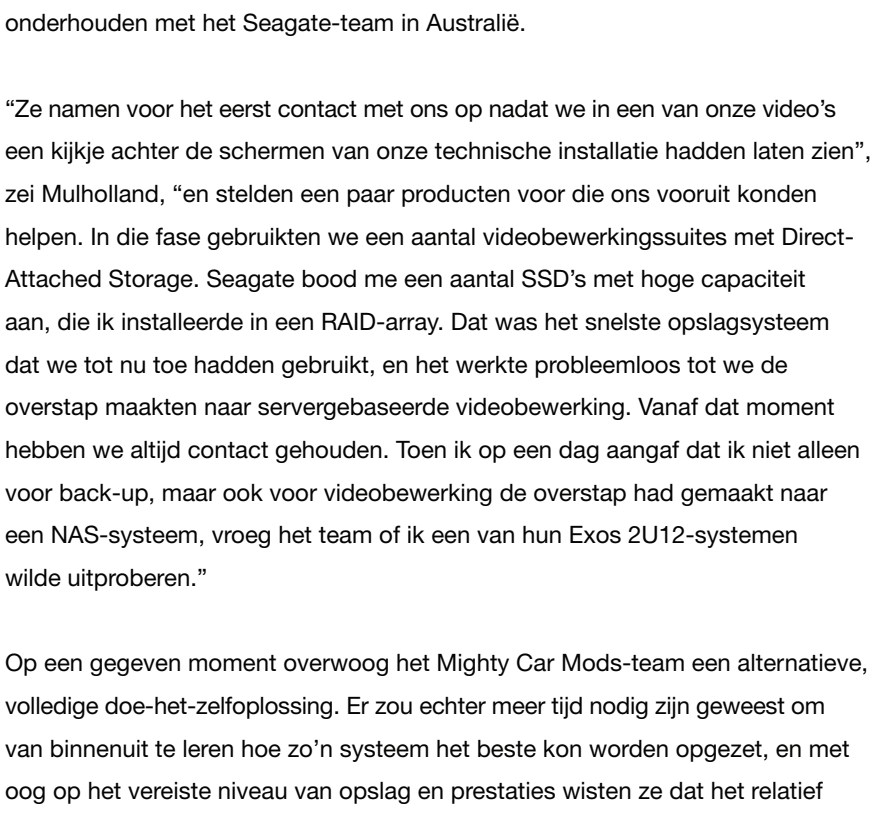 onderhouden met het Seagate-team in Australië.
“Ze namen voor het eerst contact met ons op nadat we in een van onze video’s
een kijkje achter de schermen van onze technische installatie hadden laten zien”,
zei Mulholland, “en stelden een paar producten voor die ons vooruit konden
helpen. In die fase gebruikten we een aantal videobewerkingssuites met Direct-
Attached Storage. Seagate bood me een aantal SSD’s met hoge capaciteit
aan, die ik installeerde in een RAID-array. Dat was het snelste opslagsysteem
dat we tot nu toe hadden gebruikt, en het werkte probleemloos tot we de
overstap maakten naar servergebaseerde videobewerking. Vanaf dat moment
hebben we altijd contact gehouden. Toen ik op een dag aangaf dat ik niet alleen
voor back-up, maar ook voor videobewerking de overstap had gemaakt naar
een NAS-systeem, vroeg het team of ik een van hun Exos 2U12-systemen
wilde uitproberen.”
Op een gegeven moment overwoog het Mighty Car Mods-team een alternatieve,
volledige doe-het-zelfoplossing. Er zou echter meer tijd nodig zijn geweest om
van binnenuit te leren hoe zo’n systeem het beste kon worden opgezet, en met
oog op het vereiste niveau van opslag en prestaties wisten ze dat het relatief